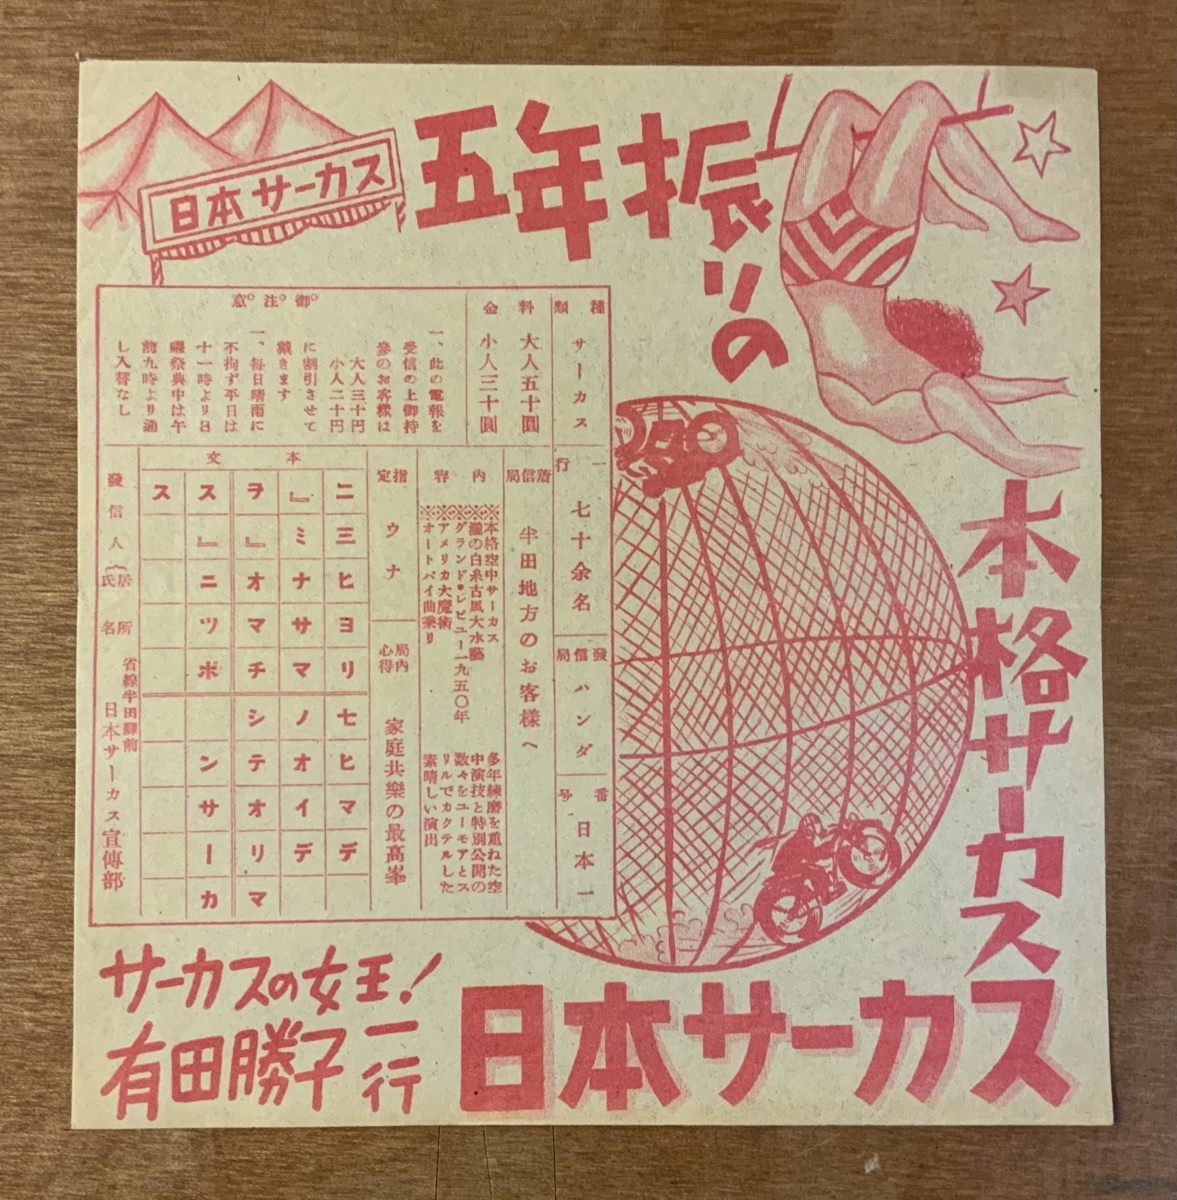 五年振りの
本格サーカス
日本サーカス
日本サーカス
サーカスの女王!
有田勝子一行
種類 サーカス
一行 七十余名
發信局 ハンダ
番号 日本一
料金 大人五十圓
小人三十圓
着信局 半田地方のお客様へ
御注意
一、此の電報を
受信の上御持
參のお客様は
大人三十円
小人二十円
に割引させて
戴きます
一、毎日晴雨に
不拘ず平日は
十一時より日
曜祭典中は午
前九時より通
し入替なし
内容
※本格空中サーカス
※瀧の白糸古風大水藝
※グランド・レビュー一九五〇年
※アメリカ大魔術
※オートバイ曲乗り
多年練磨を重ねた空
中演技と特別公開の
数々をユーモアとス
リルでカクテルした
素晴しい演出
指定 ウナ
局内心得 家庭共樂の最高峯
本文
二三ヒヨリ七ヒマデ
『ミナサマノオイデ
ヲ』オマチシテオリマ
ス』ニツポンサーカ
ス
發信人 居所氏名
省線半田驛前
日本サーカス宣傳部